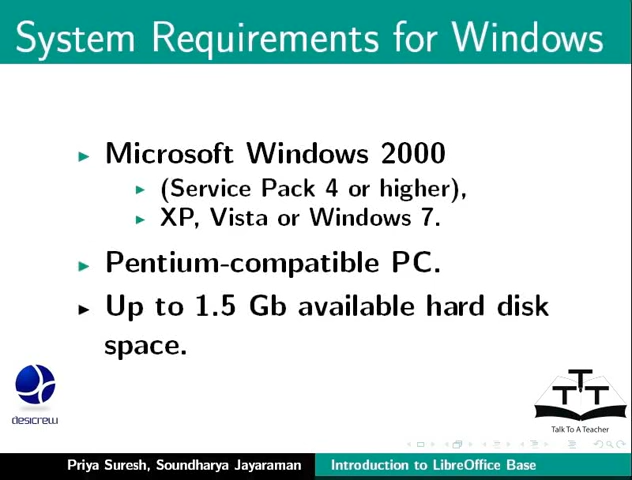 System Requirements for Windows
Microsoft Windows 2000
(Service Pack 4 or higher),
XP, Vista or Windows 7.
Pentium-compatible PC.
Up to 1.5 Gb available hard disk
space.
desicrew
TTT
Talk To A Teacher
Priya Suresh, Soundharya Jayaraman
Introduction to LibreOffice Base